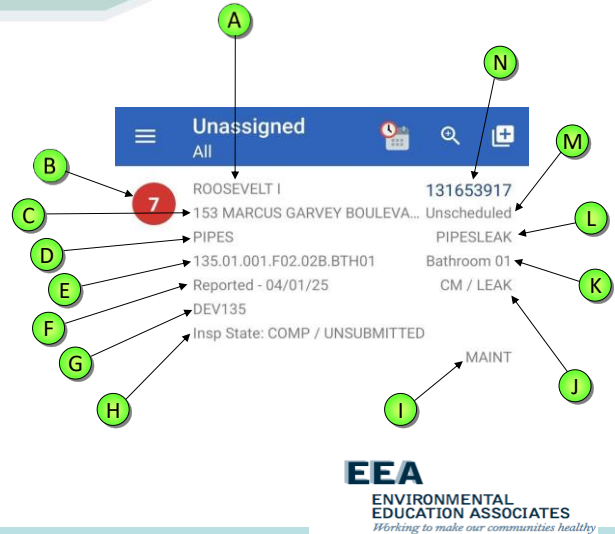 A
N
Unassigned
All
M
B
7
ROOSEVELT I
131653917
C
153 MARCUS GARVEY BOULEVA...
Unscheduled
L
D
PIPES
PIPESLEAK
E
135.01.001.F02.02B.BTH01
Bathroom 01
K
F
Reported - 04/01/25
CM / LEAK
G
DEV135
J
H
Insp State: COMP / UNSUBMITTED
I
MAINT
EEA
ENVIRONMENTAL
EDUCATION ASSOCIATES
Working to make our communities healthy